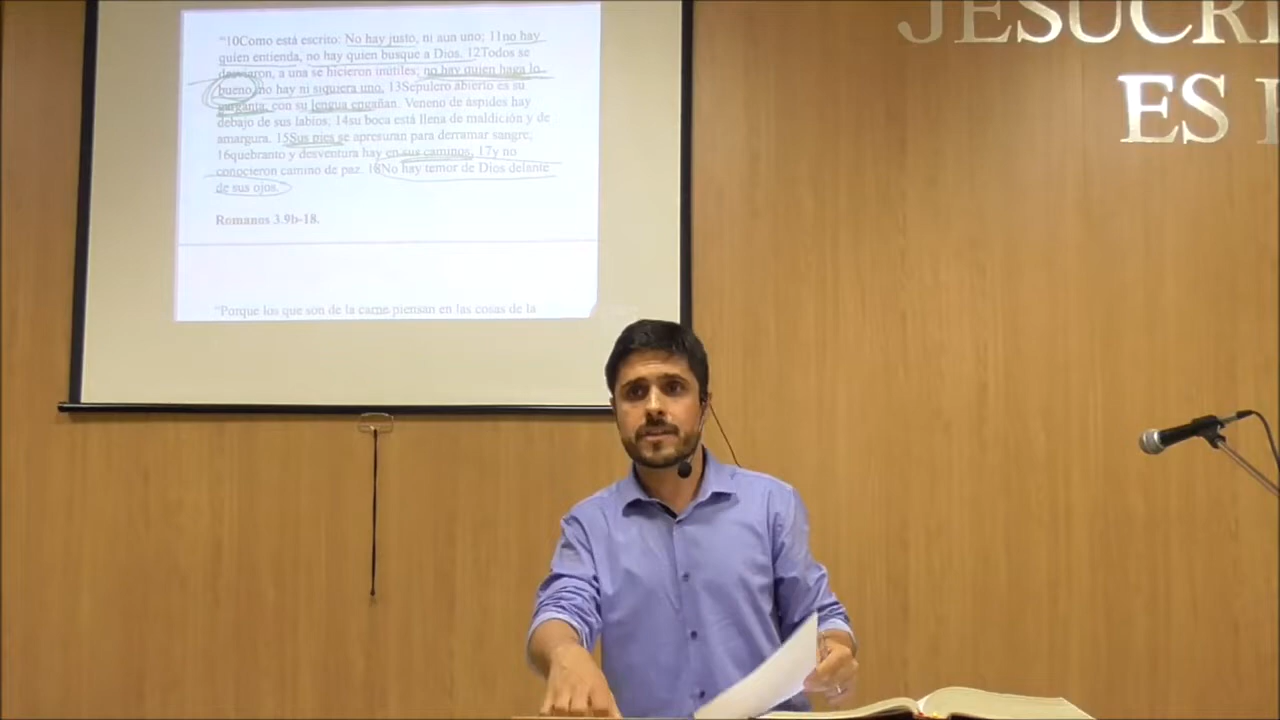 “10Como está escrito: No hay justo, ni aun uno; 11no hay
quien entienda, no hay quien busque a Dios. 12Todos se
desviaron, a una se hicieron inútiles; no hay quien haga lo
bueno, no hay ni siquiera uno. 13Sepulcro abierto es su
garganta; con su lengua engañan. Veneno de áspides hay
debajo de sus labios; 14su boca está llena de maldición y de
amargura. 15Sus pies se apresuran para derramar sangre;
16quebranto y desventura hay en sus caminos, 17y no
conocieron camino de paz. 18No hay temor de Dios delante
de sus ojos.
Romanos 3.9b-18.
“Porque los que son de la carne piensan en las cosas de la
JESUCRI
ES